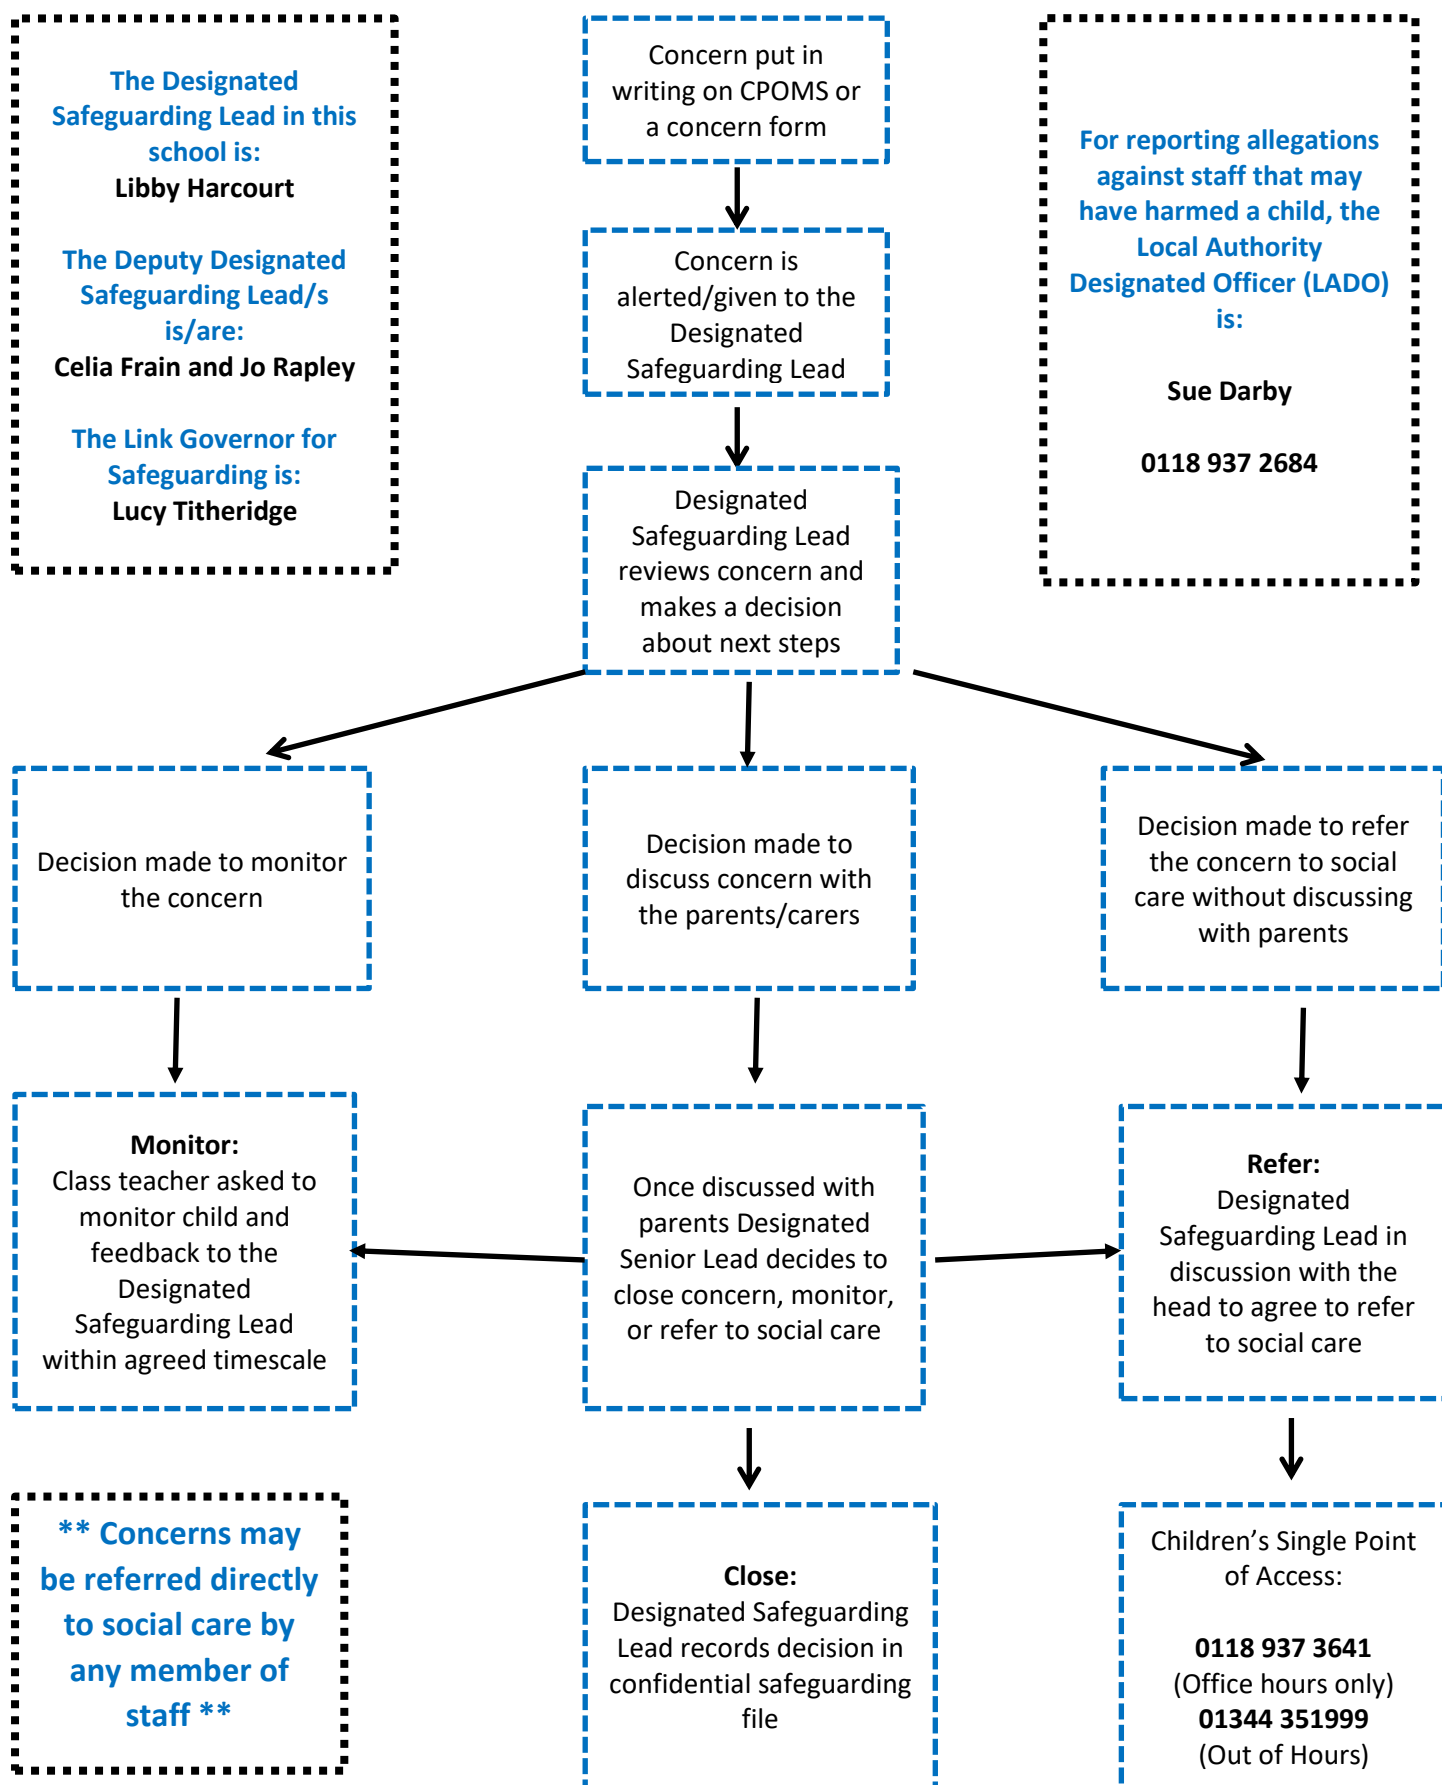 The Designated
Safeguarding Lead in this
school is:
Libby Harcourt
The Deputy Designated
Safeguarding Lead/s
is/are:
Celia Frain and Jo Rapley
The Link Governor for
Safeguarding is:
Lucy Titheridge
Concern put in
writing on CPOMS or
a concern form
For reporting allegations
against staff that may
have harmed a child, the
Local Authority
Designated Officer (LADO)
is:
Sue Darby
0118 937 2684
Concern is
alerted/given to the
Designated
Safeguarding Lead
Designated
Safeguarding Lead
reviews concern and
makes a decision
about next steps
Decision made to monitor
the concern
Decision made to
discuss concern with
the parents/carers
Decision made to refer
the concern to social
care without discussing
with parents
Monitor:
Class teacher asked to
monitor child and
feedback to the
Designated
Safeguarding Lead
within agreed timescale
Once discussed with
parents Designated
Senior Lead decides to
close concern, monitor,
or refer to social care
Refer:
Designated
Safeguarding Lead in
discussion with the
head to agree to refer
to social care
** Concerns may
be referred directly
to social care by
any member of
staff **
Close:
Designated Safeguarding
Lead records decision in
confidential safeguarding
file
Children’s Single Point
of Access:
0118 937 3641
(Office hours only)
01344 351999
(Out of Hours)